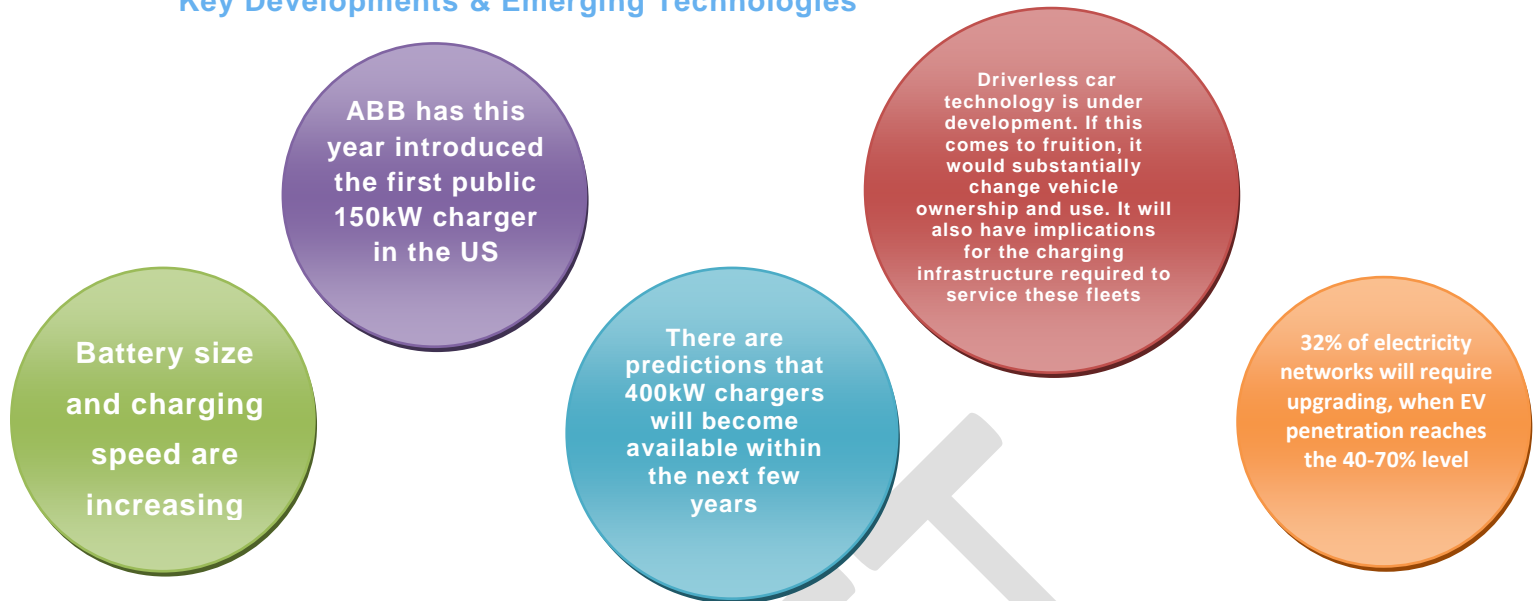 Key Developments & Emerging Technologies
Battery size
and charging
speed are
increasing
ABB has this
year introduced
the first public
150kW charger
in the US
There are
predictions that
400kW chargers
will become
available within
the next few
years
Driverless car
technology is under
development. If this
comes to fruition, it
would substantially
change vehicle
ownership and use. It will
also have implications
for the charging
infrastructure required to
service these fleets
32% of electricity
networks will require
upgrading, when EV
penetration reaches
the 40-70% level